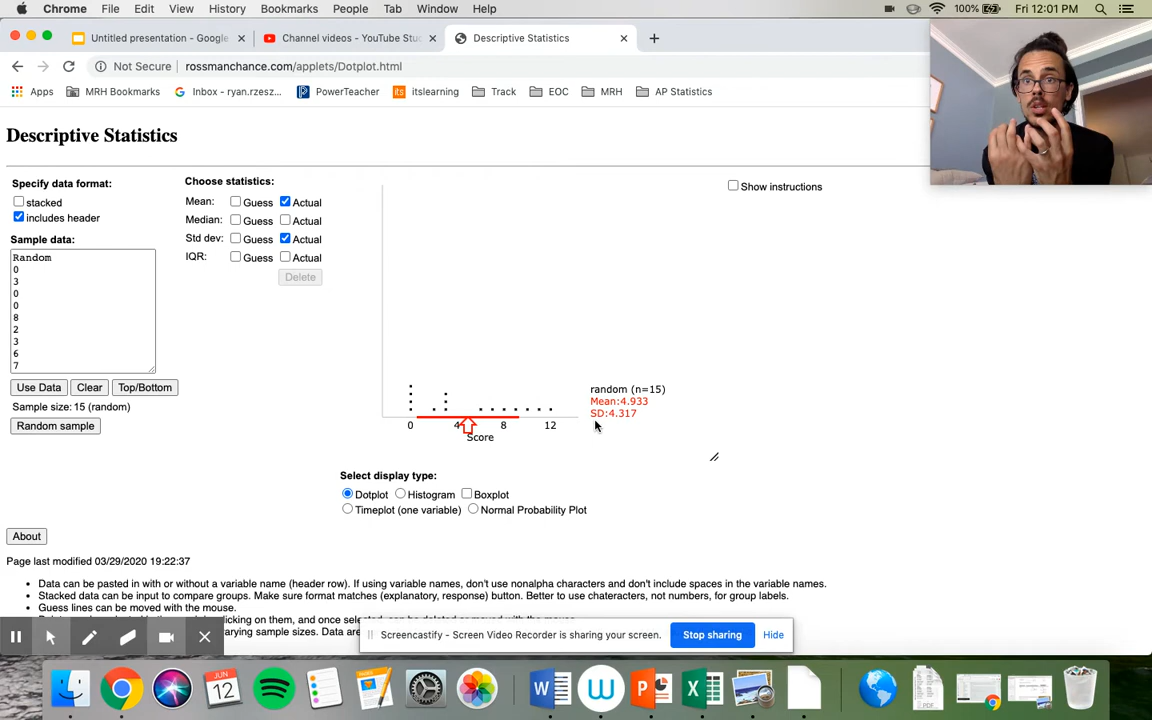 Chrome File Edit View History Bookmarks People Tab Window Help 100% Fri 12:01 PM
Untitled presentation - Google Channel videos - YouTube Stu Descriptive Statistics
Not Secure rossmanchance.com/applets/Dotplot.html
Apps MRH Bookmarks Inbox - ryan.rzesz... PowerTeacher its itslearning Track EOC MRH AP Statistics
Descriptive Statistics
Specify data format:
stacked
includes header
Sample data:
Random
0
3
0
0
8
2
3
6
7
Use Data Clear Top/Bottom
Sample size: 15 (random)
Random sample
Choose statistics:
Mean: Guess Actual
Median: Guess Actual
Std dev: Guess Actual
IQR: Guess Actual
Delete
Show instructions
random (n=15)
Mean:4.933
SD:4.317
0 4 8 12
Score
Select display type:
Dotplot Histogram Boxplot
Timeplot (one variable) Normal Probability Plot
About
Page last modified 03/29/2020 19:22:37
Data can be pasted in with or without a variable name (header row). If using variable names, don't use nonalpha characters and don't include spaces in the variable names.
Stacked data can be input to compare groups. Make sure format matches (explanatory, response) button. Better to use chateracters, not numbers, for group labels.
Guess lines can be moved with the mouse.
arying sample sizes. Data are
Screencastify - Screen Video Recorder is sharing your screen. Stop sharing Hide
JUN
12
W W P X
PDF